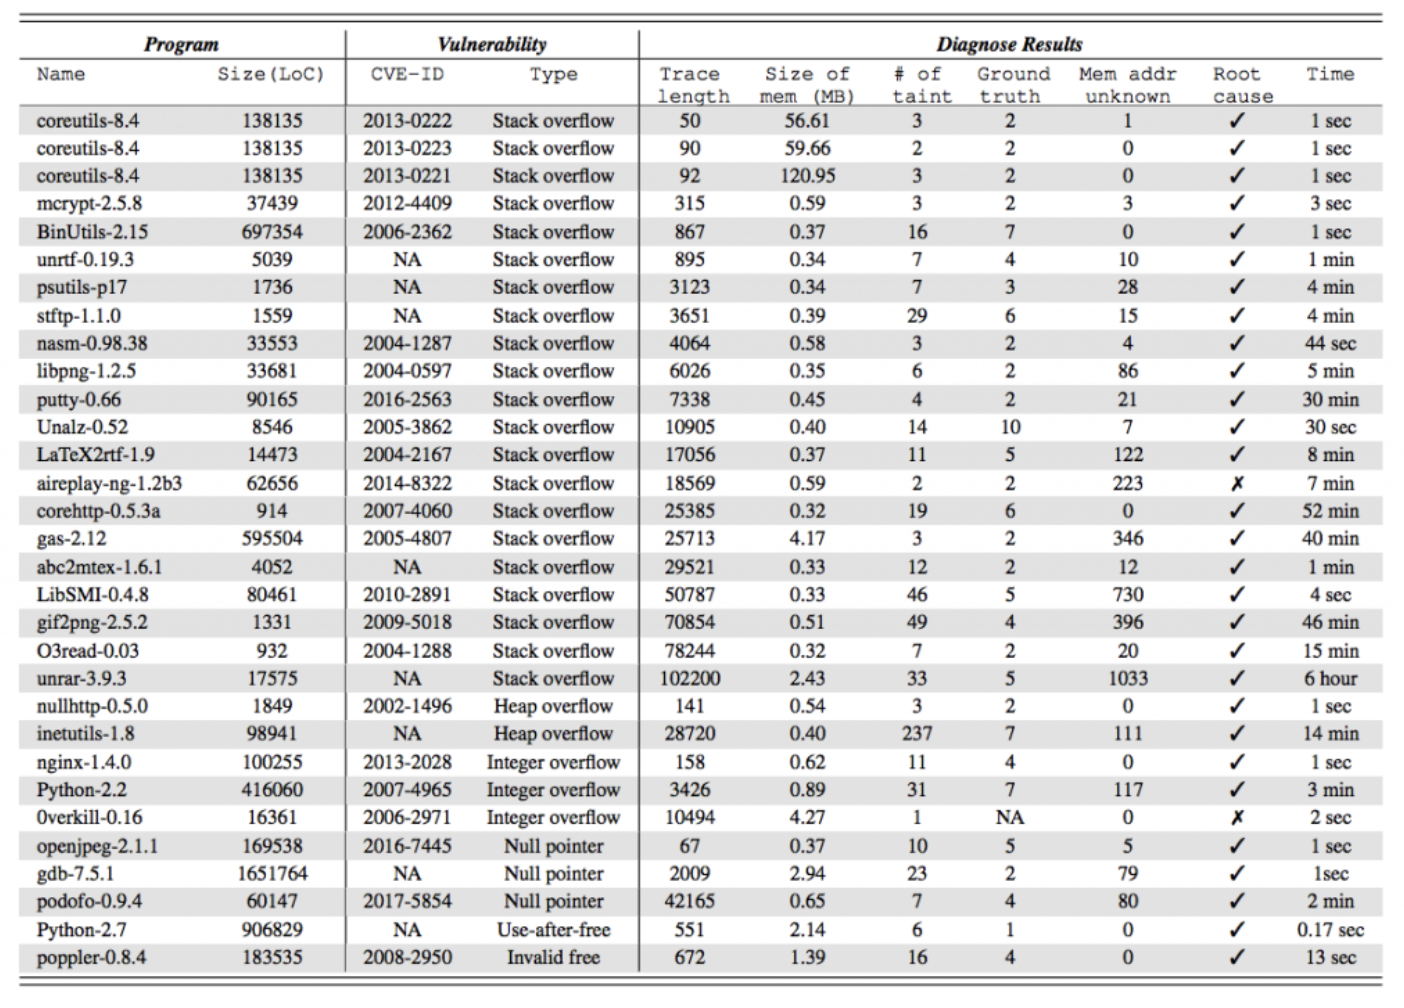 Program Vulnerability Diagnose Results
Name Size(LoC) CVE-ID Type Trace length Size of mem (MB) # of taint Ground truth Mem addr unknown Root cause Time
coreutils-8.4 138135 2013-0222 Stack overflow 50 56.61 3 2 1 ✓ 1 sec
coreutils-8.4 138135 2013-0223 Stack overflow 90 59.66 2 2 0 ✓ 1 sec
coreutils-8.4 138135 2013-0221 Stack overflow 92 120.95 3 2 0 ✓ 1 sec
mcrypt-2.5.8 37439 2012-4409 Stack overflow 315 0.59 3 2 3 ✓ 3 sec
BinUtils-2.15 697354 2006-2362 Stack overflow 867 0.37 16 7 0 ✓ 1 sec
unrtf-0.19.3 5039 NA Stack overflow 895 0.34 7 4 10 ✓ 1 min
psutils-p17 1736 NA Stack overflow 3123 0.34 7 3 28 ✓ 4 min
stftp-1.1.0 1559 NA Stack overflow 3651 0.39 29 6 15 ✓ 4 min
nasm-0.98.38 33553 2004-1287 Stack overflow 4064 0.58 3 2 4 ✓ 44 sec
libpng-1.2.5 33681 2004-0597 Stack overflow 6026 0.35 6 2 86 ✓ 5 min
putty-0.66 90165 2016-2563 Stack overflow 7338 0.45 4 2 21 ✓ 30 min
Unalz-0.52 8546 2005-3862 Stack overflow 10905 0.40 14 10 7 ✓ 30 sec
LaTeX2rtf-1.9 14473 2004-2167 Stack overflow 17056 0.37 11 5 122 ✓ 8 min
aireplay-ng-1.2b3 62656 2014-8322 Stack overflow 18569 0.59 2 2 223 ✗ 7 min
corehttp-0.5.3a 914 2007-4060 Stack overflow 25385 0.32 19 6 0 ✓ 52 min
gas-2.12 595504 2005-4807 Stack overflow 25713 4.17 3 2 346 ✓ 40 min
abc2mtex-1.6.1 4052 NA Stack overflow 29521 0.33 12 2 12 ✓ 1 min
LibSMI-0.4.8 80461 2010-2891 Stack overflow 50787 0.33 46 5 730 ✓ 4 sec
gif2png-2.5.2 1331 2009-5018 Stack overflow 70854 0.51 49 4 396 ✓ 46 min
O3read-0.03 932 2004-1288 Stack overflow 78244 0.32 7 2 20 ✓ 15 min
unrar-3.9.3 17575 NA Stack overflow 102200 2.43 33 5 1033 ✓ 6 hour
nullhttp-0.5.0 1849 2002-1496 Heap overflow 141 0.54 3 2 0 ✓ 1 sec
inetutils-1.8 98941 NA Heap overflow 28720 0.40 237 7 111 ✓ 14 min
nginx-1.4.0 100255 2013-2028 Integer overflow 158 0.62 11 4 0 ✓ 1 sec
Python-2.2 416060 2007-4965 Integer overflow 3426 0.89 31 7 117 ✓ 3 min
0verkill-0.16 16361 2006-2971 Integer overflow 10494 4.27 1 NA 0 ✗ 2 sec
openjpeg-2.1.1 169538 2016-7445 Null pointer 67 0.37 10 5 5 ✓ 1 sec
gdb-7.5.1 1651764 NA Null pointer 2009 2.94 23 2 79 ✓ 1sec
podofo-0.9.4 60147 2017-5854 Null pointer 42165 0.65 7 4 80 ✓ 2 min
Python-2.7 906829 NA Use-after-free 551 2.14 6 1 0 ✓ 0.17 sec
poppler-0.8.4 183535 2008-2950 Invalid free 672 1.39 16 4 0 ✓ 13 sec